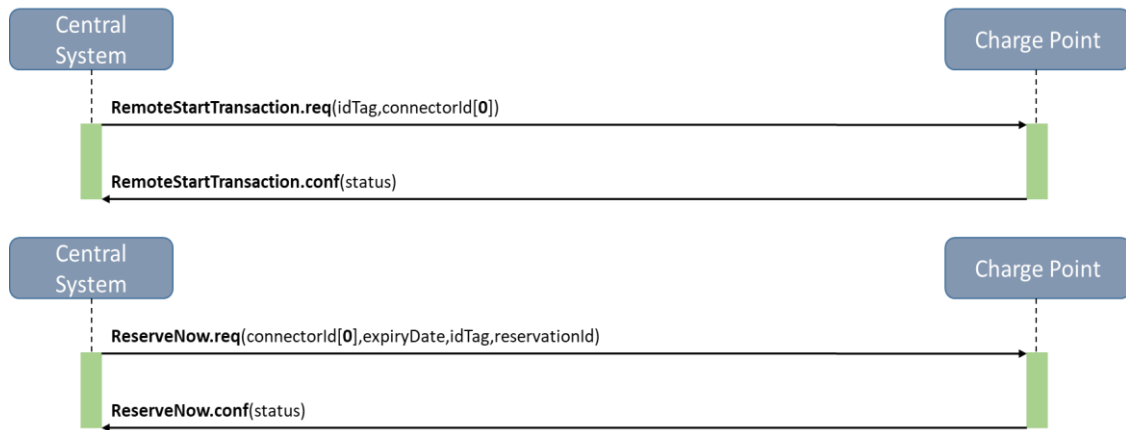 Central
System
Charge Point
RemoteStartTransaction.req(idTag,connectorId[0])
RemoteStartTransaction.conf(status)
Central
System
Charge Point
ReserveNow.req(connectorId[0],expiryDate,idTag,reservationId)
ReserveNow.conf(status)